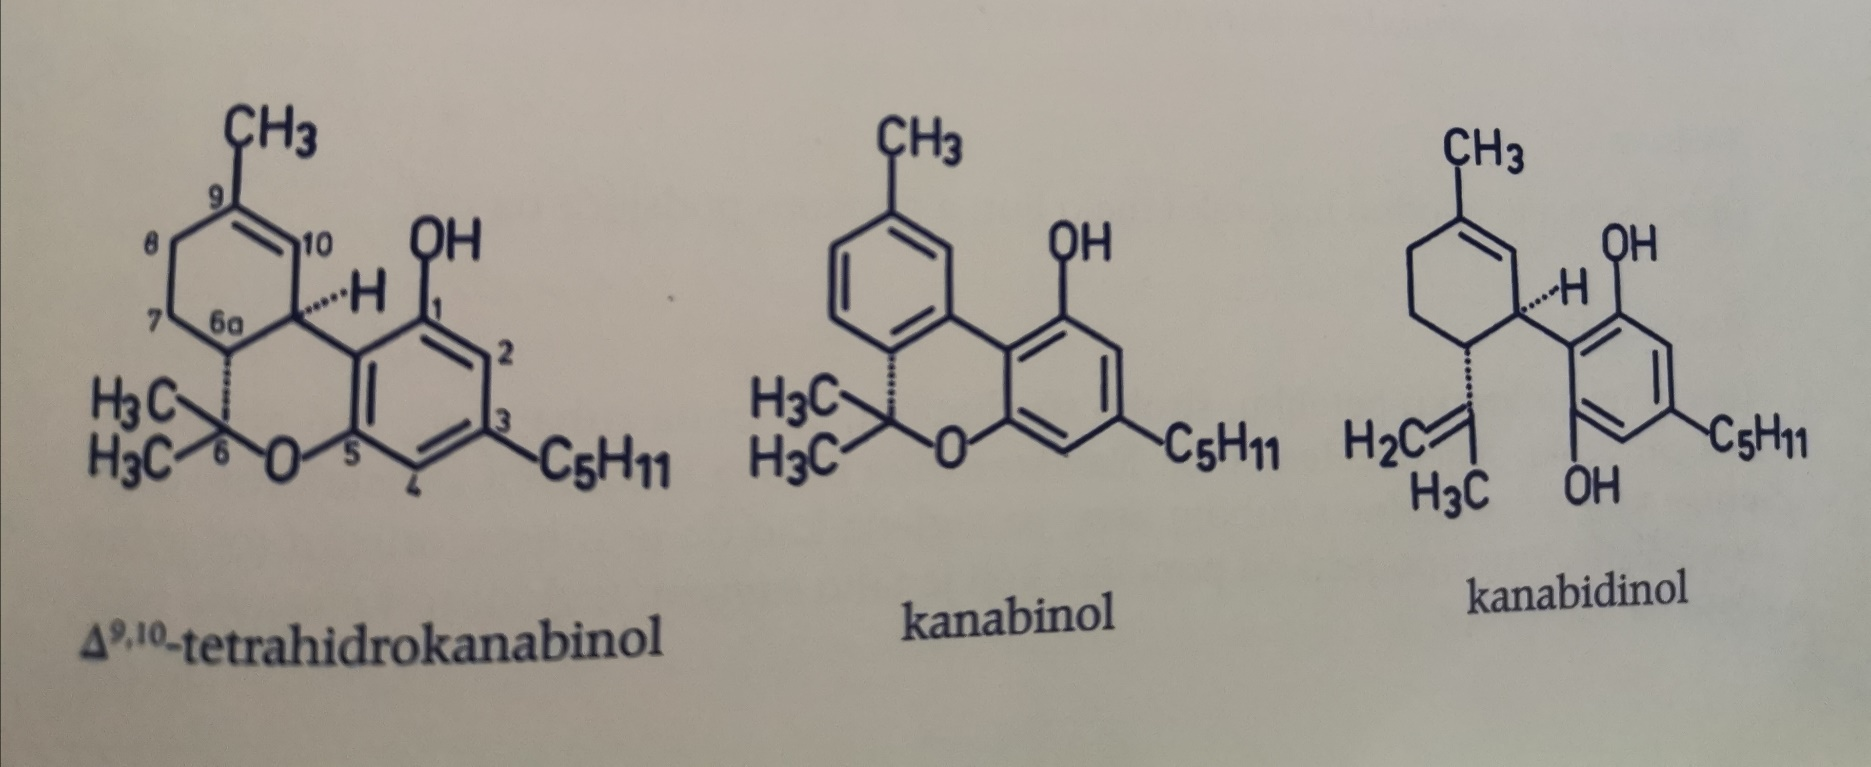 CH3
9
8
10
OH
H
1
7
6a
2
H3C
3
H3C
6
O
5
4
C5H11
Δ9,10-tetrahidrokanabinol
CH3
OH
H3C
H3C
O
C5H11
kanabinol
CH3
OH
H
H2C
H3C
OH
C5H11
kanabidinol